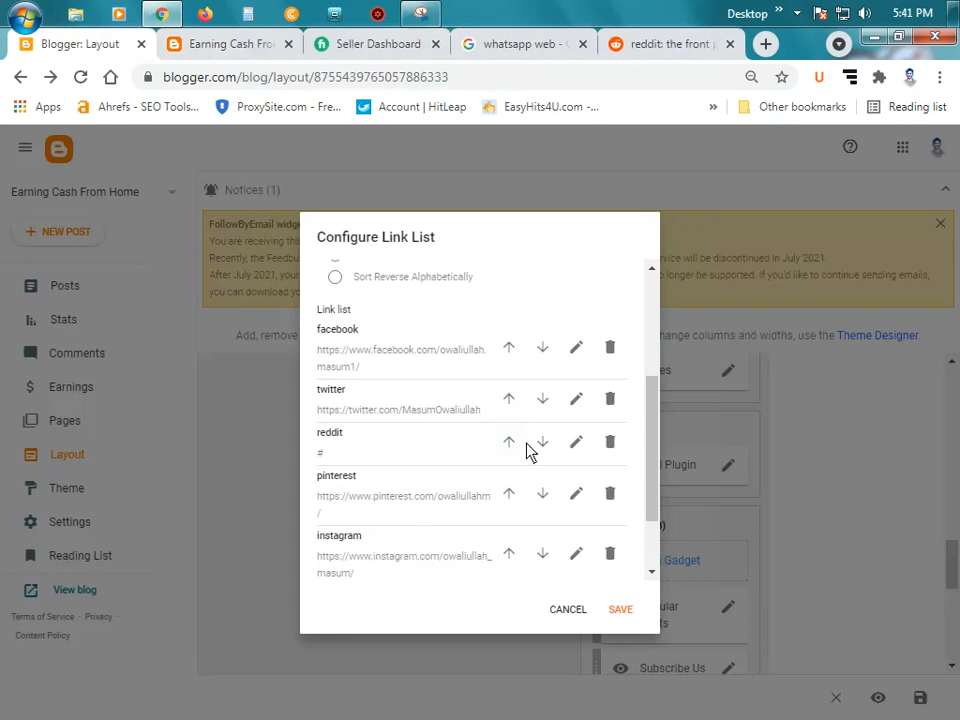 Desktop
5:41 PM
Blogger: Layout
Earning Cash Fro
Seller Dashboard
whatsapp web -
reddit: the front p
blogger.com/blog/layout/8755439765057886333
Apps
Ahrefs - SEO Tools...
ProxySite.com - Fre...
Account | HitLeap
EasyHits4U.com -...
Other bookmarks
Reading list
Earning Cash From Home
Notices (1)
NEW POST
FollowByEmail widg
You are receiving thi
Recently, the Feedbu
After July 2021, your
you can download yo
rvice will be discontinued in July 2021.
o longer be supported. If you'd like to continue sending emails,
Posts
Stats
Comments
Earnings
Pages
Layout
Theme
Settings
Reading List
View blog
Terms of Service · Privacy ·
Content Policy
Add, remove
change columns and widths, use the Theme Designer.
Configure Link List
Sort Reverse Alphabetically
Link list
facebook
https://www.facebook.com/owaliullah.
masum1/
twitter
https://twitter.com/MasumOwaliullah
reddit
#
pinterest
https://www.pinterest.com/owaliullahm
/
instagram
https://www.instagram.com/owaliullah_
masum/
CANCEL
SAVE
es
l Plugin
)
Gadget
ular
ts
Subscribe Us